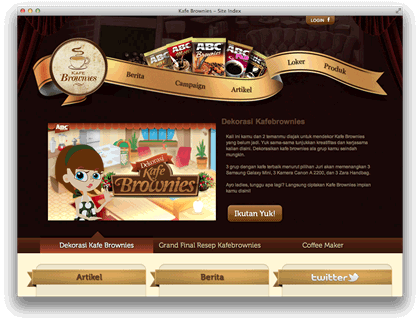 Kafe Brownies – Site Index
LOGIN f
KAFE
BROWNIES
ABC ABC ABC
Berita
Campaign
Artikel
Loker
Produk
Dekorasi Kafebrownies
Kali ini kamu dan 2 temanmu diajak untuk mendekor Kafe Brownies
yang belum jadi. Yuk sama-sama tunjukkan kreatifitas dan kerjasama
kalian disini. Dekorasikan kafe brownies ala grup kamu seindah
mungkin.
3 grup dengan kafe terbaik menurut pilihan Juri akan memenangkan 3
Samsung Galaxy Mini, 3 Kamera Canon A 2200, dan 3 Zara Handbag.
Ayo ladies, tunggu apa lagi? Langsung ciptakan Kafe Brownies impian
kamu disini!
ABC
Dekorasi
Kafe
Brownies
Ikutan Yuk!
Dekorasi Kafe Brownies
Grand Final Resep Kafebrownies
Coffee Maker
Artikel
Berita
twitter